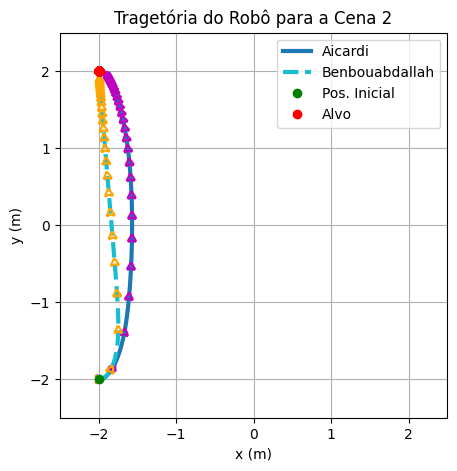 Tragetória do Robô para a Cena 2
Aicardi
Benbouabdallah
Pos. Inicial
Alvo
2
1
0
−1
−2
y (m)
−2
−1
0
1
2
x (m)